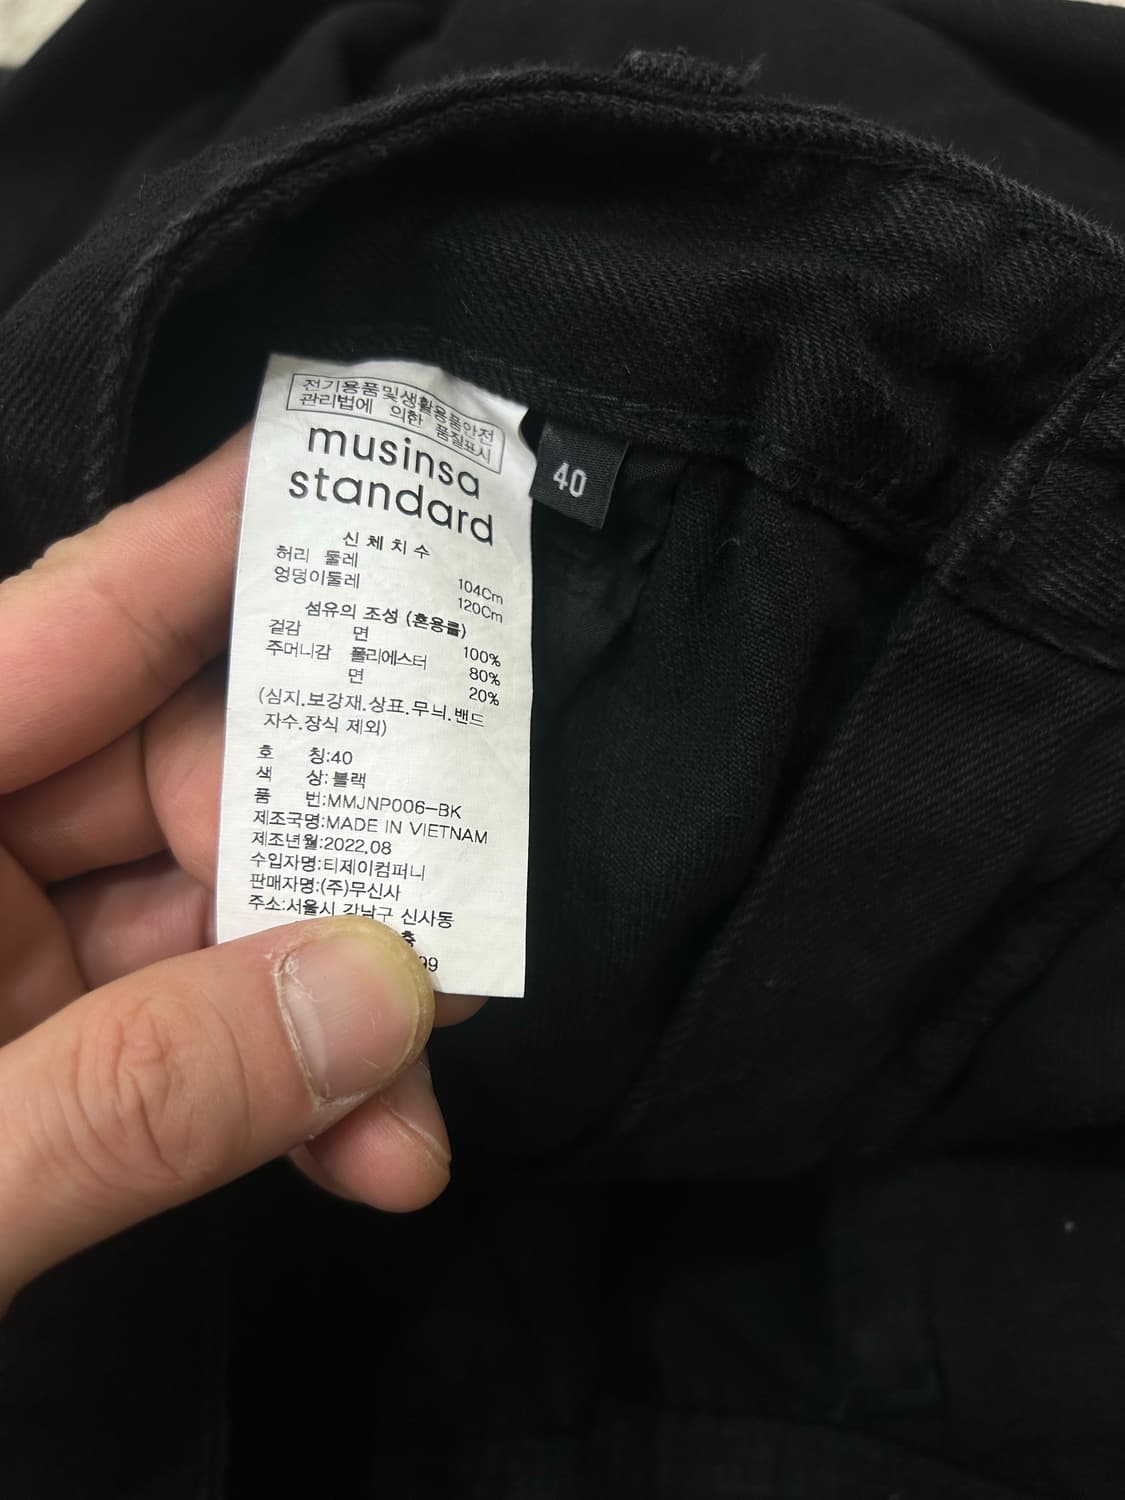 전기용품및생활용품안전
관리법에 의한 품질표시
musinsa
standard
40
신체치수
허리 둘레 104Cm
엉덩이둘레 120Cm
섬유의 조성 (혼용률)
겉감 면 100%
주머니감 폴리에스터 80%
면 20%
(심지.보강재.상표.무늬.밴드
자수.장식 제외)
호 칭:40
색 상:블랙
품 번:MMJNP006-BK
제조국명:MADE IN VIETNAM
제조년월:2022.08
수입자명:티제이컴퍼니
판매자명:(주)무신사
주소:서울시 강남구 신사동
층
99